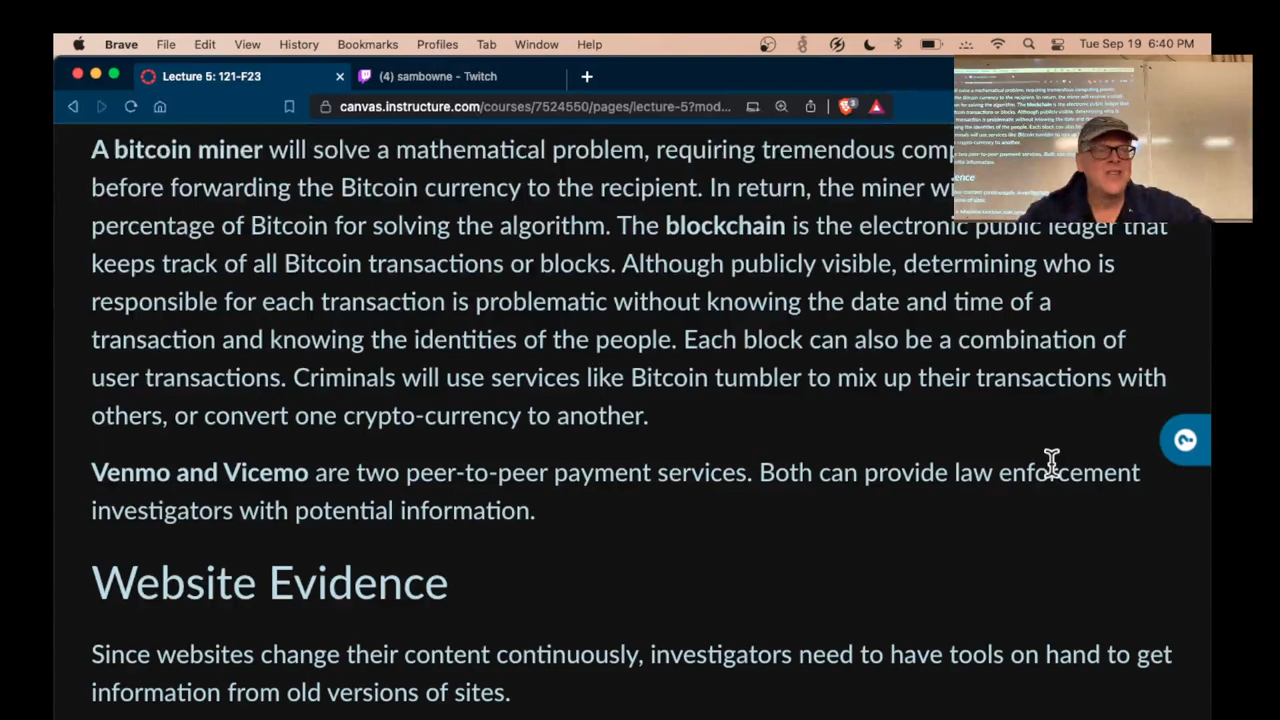 Brave File Edit View History Bookmarks Profiles Tab Window Help Tue Sep 19 6:40 PM
Lecture 5: 121-F23 (4) sambowne - Twitch
canvas.instructure.com/courses/7524550/pages/lecture-5?mod...
A bitcoin miner will solve a mathematical problem, requiring tremendous
before forwarding the Bitcoin currency to the recipient. In return, the miner
percentage of Bitcoin for solving the algorithm. The blockchain is the electronic public ledger that
keeps track of all Bitcoin transactions or blocks. Although publicly visible, determining who is
responsible for each transaction is problematic without knowing the date and time of a
transaction and knowing the identities of the people. Each block can also be a combination of
user transactions. Criminals will use services like Bitcoin tumbler to mix up their transactions with
others, or convert one crypto-currency to another.
Venmo and Vicemo are two peer-to-peer payment services. Both can provide law enforcement
investigators with potential information.
Website Evidence
Since websites change their content continuously, investigators need to have tools on hand to get
information from old versions of sites.